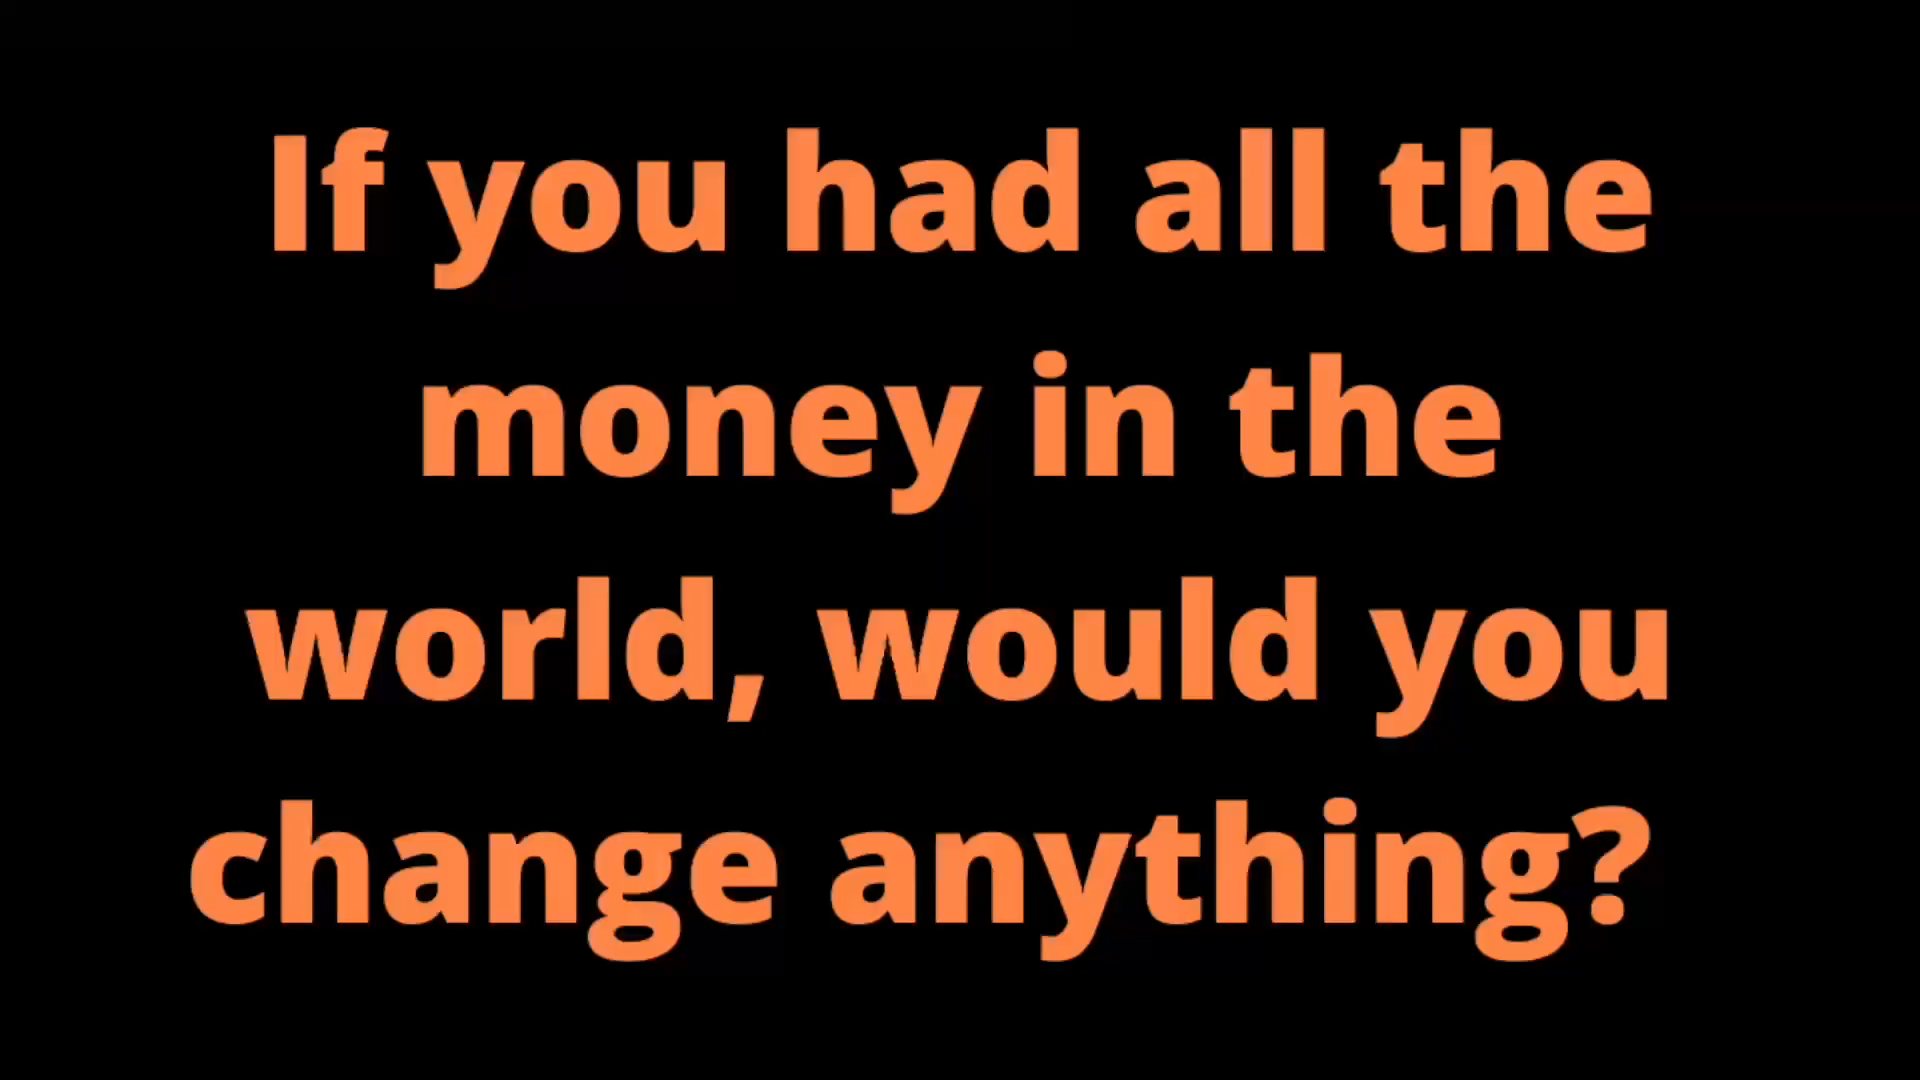 If you had all the
money in the
world, would you
change anything?